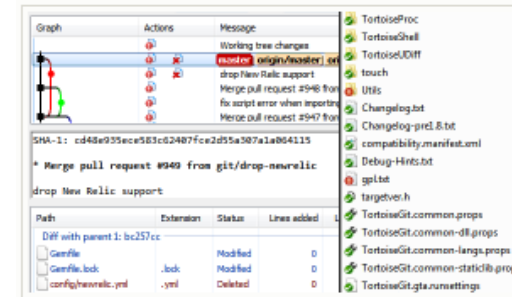 Graph Actions Message
Working tree changes
master origin/master
drop New Relic support
Merge pull request #948 from
fix script error when importing
Merge pull request #947 from
SHA-1: cd48e935ece583c62407fce2d55a307a1a064115
* Merge pull request #949 from git/drop-newrelic
drop New Relic support
Path Extension Status Lines added
Diff with parent 1: bc257cc
Gemfile Modified 0
Gemfile.lock .lock Modified 0
config/newrelic.yml .yml Deleted 0
TortoiseProc
TortoiseShell
TortoiseUDiff
touch
Utils
Changelog.txt
Changelog-pre1.8.txt
compatibility.manifest.xml
Debug-Hints.txt
gpl.txt
targetver.h
TortoiseGit.common.props
TortoiseGit.common-dll.props
TortoiseGit.common-langs.props
TortoiseGit.common-staticlib.prop
TortoiseGit.gta.runsettings